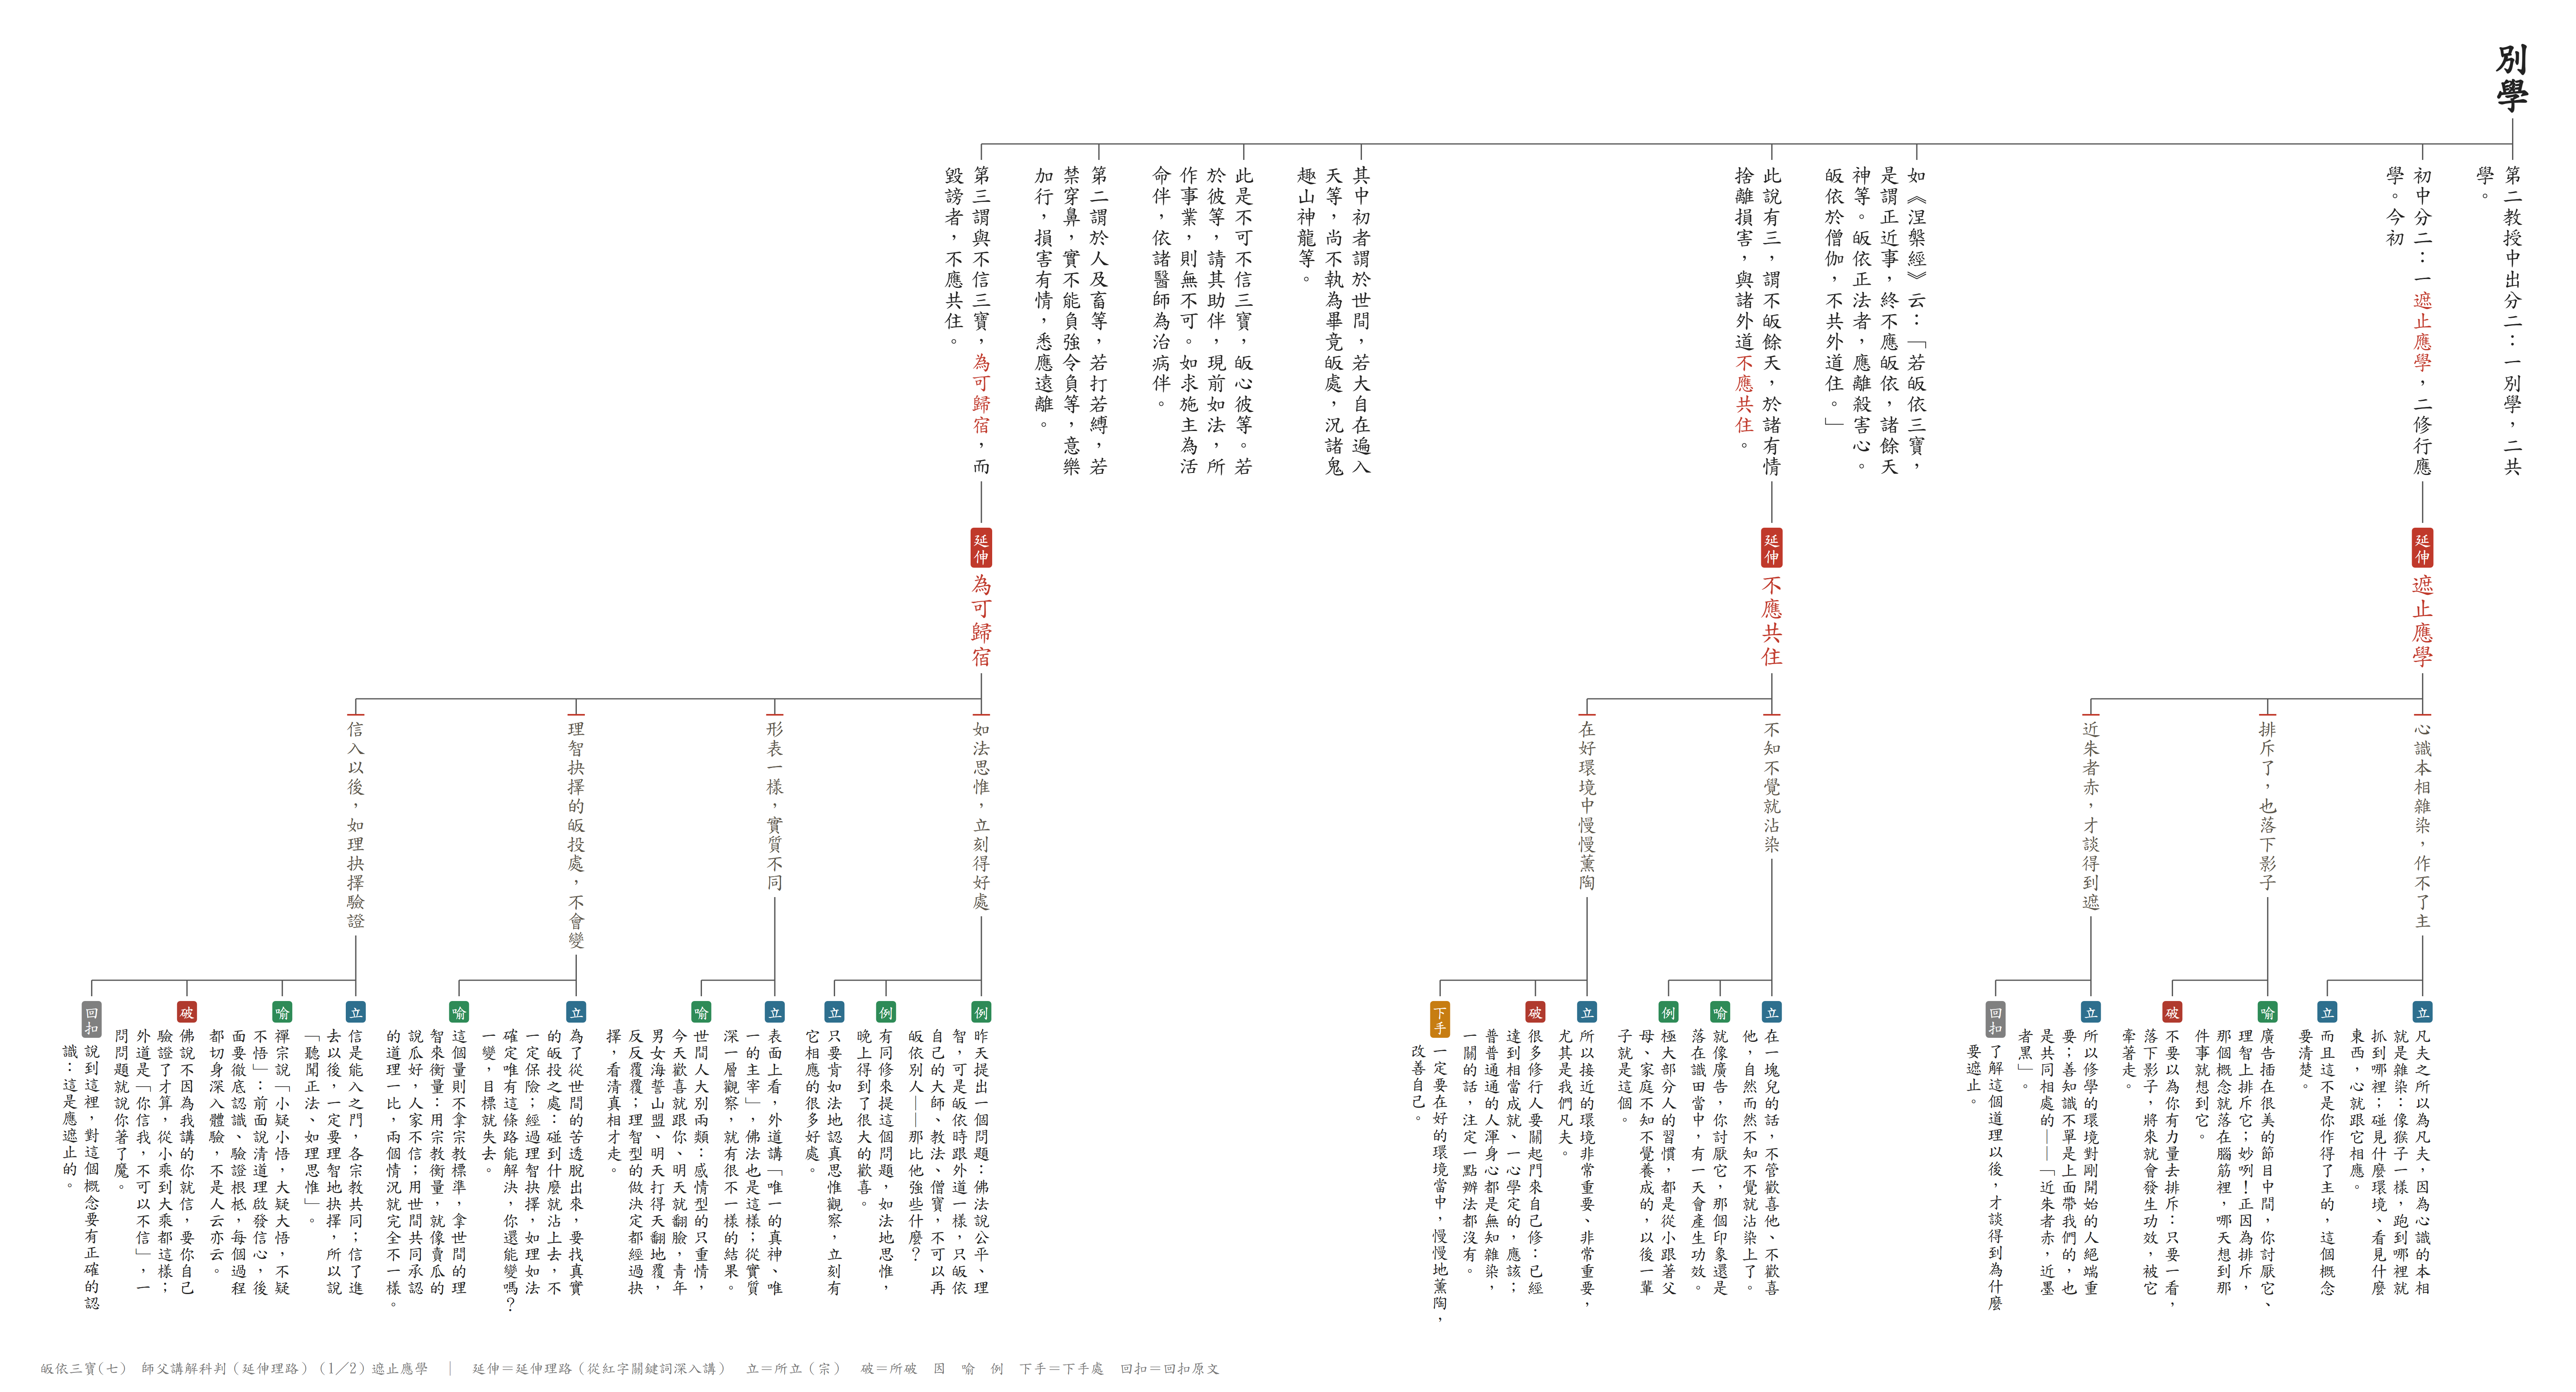 別學
第二教授中出分二：一別學，二共
學。
初中分二：一遮止應學，二修行應
學。今初
如《涅槃經》云：「若皈依三寶，
是謂正近事，終不應皈依，諸餘天
神等。皈依正法者，應離殺害心。
皈依於僧伽，不共外道住。」
此說有三，謂不皈餘天，於諸有情
捨離損害，與諸外道不應共住。
其中初者謂於世間，若大自在遍入
天等，尚不執為畢竟皈處，況諸鬼
趣山神龍等。
此是不可不信三寶，皈心彼等。若
於彼等，請其助伴，現前如法，所
作事業，則無不可。如求施主為活
命伴，依諸醫師為治病伴。
第二謂於人及畜等，若打若縛，若
禁穿鼻，實不能負強令負等，意樂
加行，損害有情，悉應遠離。
第三謂與不信三寶，為可歸宿，而
毀謗者，不應共住。
延伸
遮止應學
心識本相雜染，作不了主
立
凡夫之所以為凡夫，因為心識的本相
就是雜染：像猴子一樣，跑到哪裡就
抓到哪裡；碰見什麼環境、看見什麼
東西，心就跟它相應。
立
而且這不是你作得了主的，這個概念
要清楚。
排斥了，也落下影子
喻
廣告插在很美的節目中間，你討厭它、
理智上排斥它；妙咧！正因為排斥，
那個概念就落在腦筋裡，哪天想到那
件事就想到它。
破
不要以為你有力量去排斥：只要一看，
落下影子，將來就會發生功效，被它
牽著走。
近朱者赤，才談得到遮
立
所以修學的環境對剛開始的人絕端重
要；善知識不單是上面帶我們的，也
是共同相處的——「近朱者赤，近墨
者黑」。
回扣
了解這個道理以後，才談得到為什麼
要遮止。
延伸
不應共住
不知不覺就沾染
立
在一塊兒的話，不管歡喜他、不歡喜
他，自然而然不知不覺就沾染上了。
喻
就像廣告，你討厭它，那個印象還是
落在識田當中，有一天會產生功效。
例
極大部分人的習慣，都是從小跟著父
母、家庭不知不覺養成的，以後一輩
子就是這個。
在好環境中慢慢薰陶
立
所以接近的環境非常重要、非常重要，
尤其是我們凡夫。
破
很多修行人要關起門來自己修：已經
達到相當成就、一心學定的，應該；
普普通通的人渾身心都是無知雜染，
一關的話，注定一點辦法都沒有。
下手
一定要在好的環境當中，慢慢地薰陶，
改善自己。
延伸
為可歸宿
如法思惟，立刻得好處
例
昨天提出一個問題：佛法說公平、理
智，可是皈依時跟外道一樣，只皈依
自己的大師、教法、僧寶，不可以再
皈依別人——那比他強些什麼？
例
有同修來提這個問題，如法地思惟，
晚上得到了很大的歡喜。
立
只要肯如法地認真思惟觀察，立刻有
它相應的很多好處。
形表一樣，實質不同
立
表面上看，外道講「唯一的真神、唯
一的主宰」，佛法也是這樣；從實質
深一層觀察，就有很不一樣的結果。
喻
世間人大別兩類：感情型的只重情，
今天歡喜就跟你、明天就翻臉，青年
男女海誓山盟、明天打得天翻地覆，
反反覆覆；理智型的做決定都經過抉
擇，看清真相才走。
理智抉擇的皈投處，不會變
立
為了從世間的苦透脫出來，要找真實
的皈投之處：碰到什麼就沾上去，不
一定保險；經過理智抉擇，如理如法
確定唯有這條路能解決，你還能變嗎？
一變，目標就失去。
喻
這個量則不拿宗教標準，拿世間的理
智來衡量：用宗教衡量，就像賣瓜的
說瓜好，人家不信；用世間共同承認
的道理一比，兩個情況就完全不一樣。
信入以後，如理抉擇驗證
立
信是能入之門，各宗教共同；信了進
去以後，一定要理智地抉擇，所以說
「聽聞正法、如理思惟」。
喻
禪宗說「小疑小悟，大疑大悟，不疑
不悟」：前面說清道理啟發信心，後
面要徹底認識、驗證根柢，每個過程
都切身深入體驗，不是人云亦云。
破
佛說不因為我講的你就信，要你自己
驗證了才算，從小乘到大乘都這樣；
外道是「你信我，不可以不信」，一
問問題就說你著了魔。
回扣
說到這裡，對這個概念要有正確的認
識：這是應遮止的。
皈依三寶(七)　師父講解科判（延伸理路）（1／2）遮止應學　｜　延伸＝延伸理路（從紅字關鍵詞深入講）　立＝所立（宗）　破＝所破　因　喻　例　下手＝下手處　回扣＝回扣原文